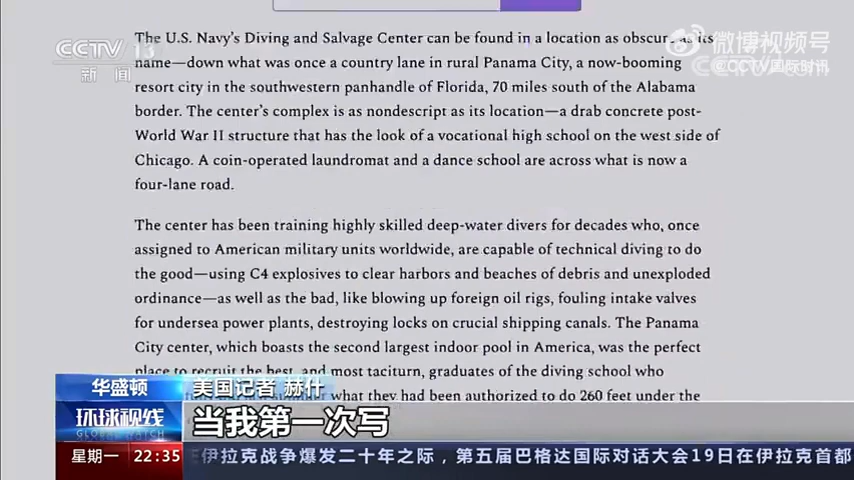 The U.S. Navy's Diving and Salvage Center can be found in a location as obscure as its
name—down what was once a country lane in rural Panama City, a now-booming
resort city in the southwestern panhandle of Florida, 70 miles south of the Alabama
border. The center's complex is as nondescript as its location—a drab concrete post-
World War II structure that has the look of a vocational high school on the west side of
Chicago. A coin-operated laundromat and a dance school are across what is now a
four-lane road.
The center has been training highly skilled deep-water divers for decades who, once
assigned to American military units worldwide, are capable of technical diving to do
the good—using C4 explosives to clear harbors and beaches of debris and unexploded
ordinance—as well as the bad, like blowing up foreign oil rigs, fouling intake valves
for undersea power plants, destroying locks on crucial shipping canals. The Panama
City center, which boasts the second largest indoor pool in America, was the perfect
place to recruit the best, and most taciturn, graduates of the diving school who
what they had been authorized to do 260 feet under the
CCTV 13
新闻
微博视频号
CCTV
@CCTV国际时讯
华盛顿
美国记者 赫什
环球视线
GLOBAL WATCH
当我第一次写
星期一 22:35
伊拉克战争爆发二十年之际，第五届巴格达国际对话大会19日在伊拉克首都